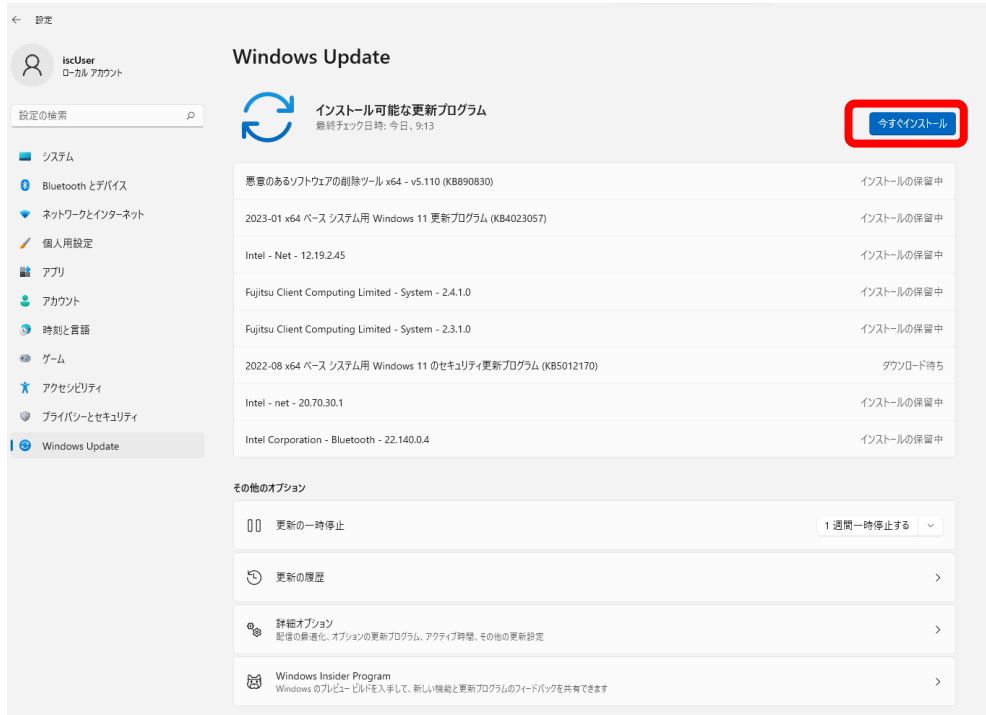 設定
iscUser
ローカル アカウント
設定の検索
システム
Bluetooth とデバイス
ネットワークとインターネット
個人用設定
アプリ
アカウント
時刻と言語
ゲーム
アクセシビリティ
プライバシーとセキュリティ
Windows Update
Windows Update
インストール可能な更新プログラム
最終チェック日時: 今日、9:13
今すぐインストール
悪意のあるソフトウェアの削除ツール x64 - v5.110 (KB890830) インストールの保留中
2023-01 x64 ベース システム用 Windows 11 更新プログラム (KB4023057) インストールの保留中
Intel - Net - 12.19.2.45 インストールの保留中
Fujitsu Client Computing Limited - System - 2.4.1.0 インストールの保留中
Fujitsu Client Computing Limited - System - 2.3.1.0 インストールの保留中
2022-08 x64 ベース システム用 Windows 11 のセキュリティ更新プログラム (KB5012170) ダウンロード待ち
Intel - net - 20.70.30.1 インストールの保留中
Intel Corporation - Bluetooth - 22.140.0.4 インストールの保留中
その他のオプション
更新の一時停止 1 週間一時停止する
更新の履歴
詳細オプション
配信の最適化、オプションの更新プログラム、アクティブ時間、その他の更新設定
Windows Insider Program
Windows のプレビュー ビルドを入手して、新しい機能と更新プログラムのフィードバックを共有できます